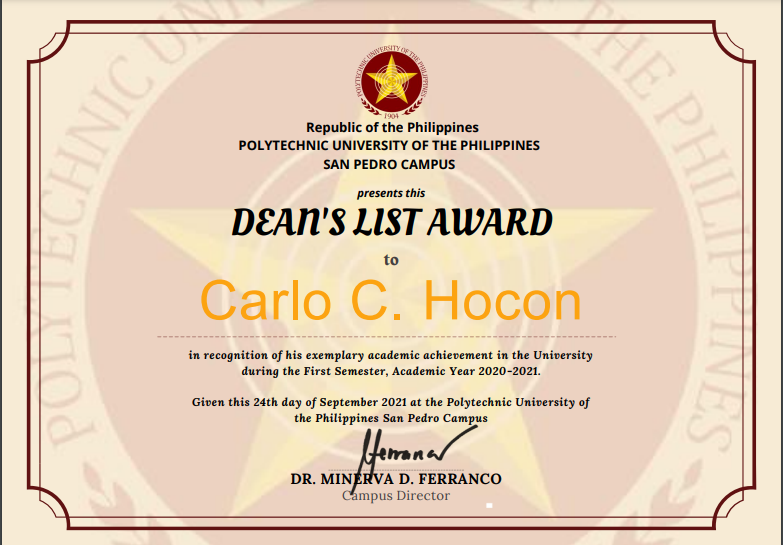 POLYTECHNIC UNIVERSITY OF THE PHILIPPINES
1904
Republic of the Philippines
POLYTECHNIC UNIVERSITY OF THE PHILIPPINES
SAN PEDRO CAMPUS
presents this
DEAN'S LIST AWARD
to
Carlo C. Hocon
in recognition of his exemplary academic achievement in the University
during the First Semester, Academic Year 2020-2021.
Given this 24th day of September 2021 at the Polytechnic University of
the Philippines San Pedro Campus
DR. MINERVA D. FERRANCO
Campus Director
POLYTECHNIC UNIVERSITY OF THE PHILIPPINES